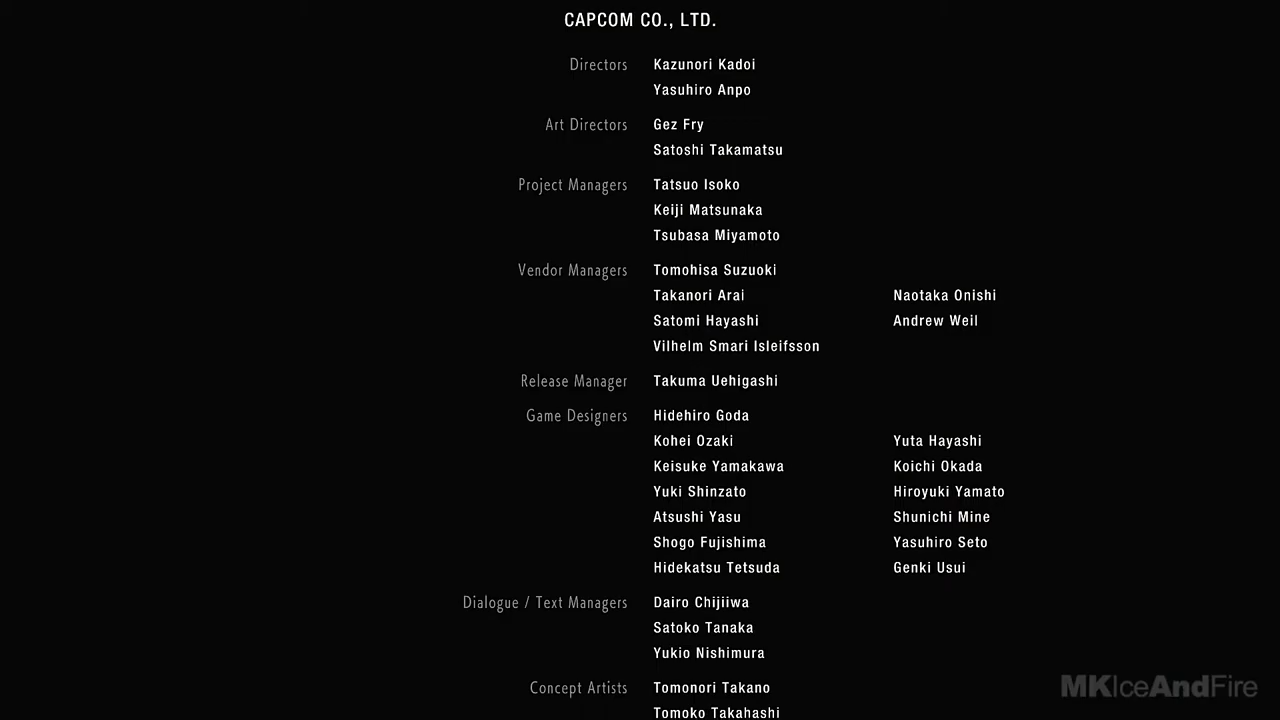 CAPCOM CO., LTD.
Directors Kazunori Kadoi
Yasuhiro Anpo
Art Directors Gez Fry
Satoshi Takamatsu
Project Managers Tatsuo Isoko
Keiji Matsunaka
Tsubasa Miyamoto
Vendor Managers Tomohisa Suzuoki
Takanori Arai Naotaka Onishi
Satomi Hayashi Andrew Weil
Vilhelm Smari Isleifsson
Release Manager Takuma Uehigashi
Game Designers Hidehiro Goda
Kohei Ozaki Yuta Hayashi
Keisuke Yamakawa Koichi Okada
Yuki Shinzato Hiroyuki Yamato
Atsushi Yasu Shunichi Mine
Shogo Fujishima Yasuhiro Seto
Hidekatsu Tetsuda Genki Usui
Dialogue / Text Managers Dairo Chijiiwa
Satoko Tanaka
Yukio Nishimura
Concept Artists Tomonori Takano
Tomoko Takahashi
MKIceAndFire